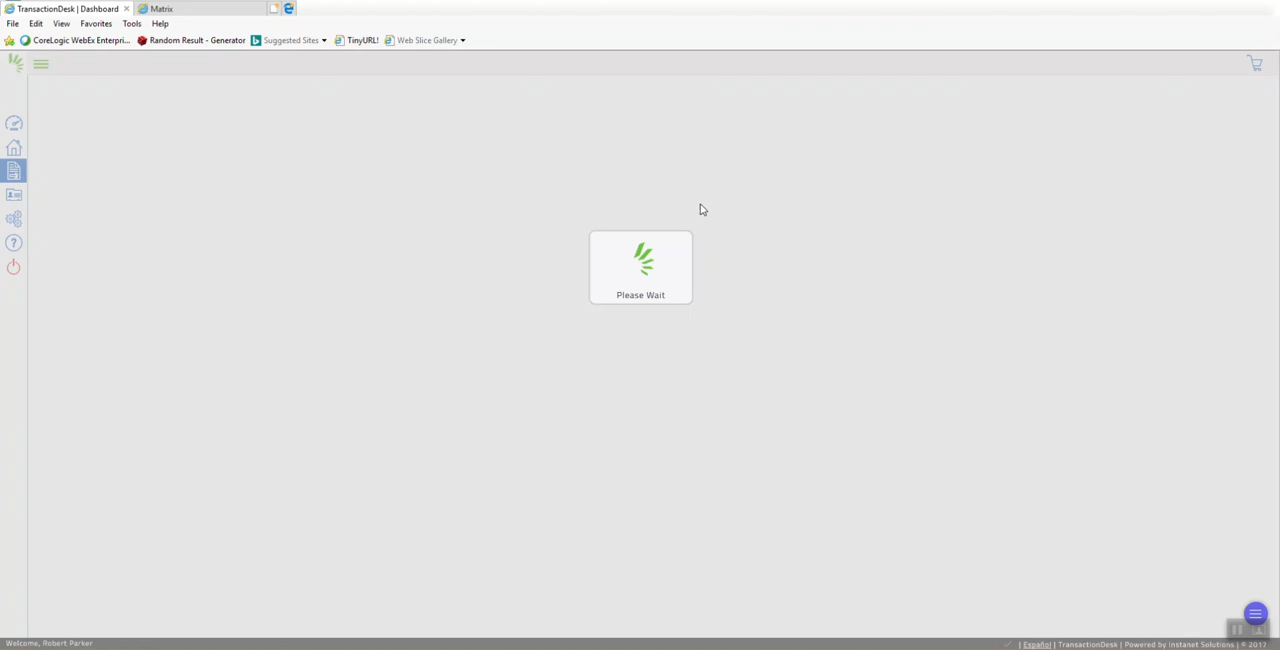 TransactionDesk | Dashboard
Matrix
File Edit View Favorites Tools Help
CoreLogic WebEx Enterpri... Random Result - Generator Suggested Sites TinyURL! Web Slice Gallery
Please Wait
Welcome, Robert Parker
| Español | TransactionDesk | Powered by Instanet Solutions | © 2017